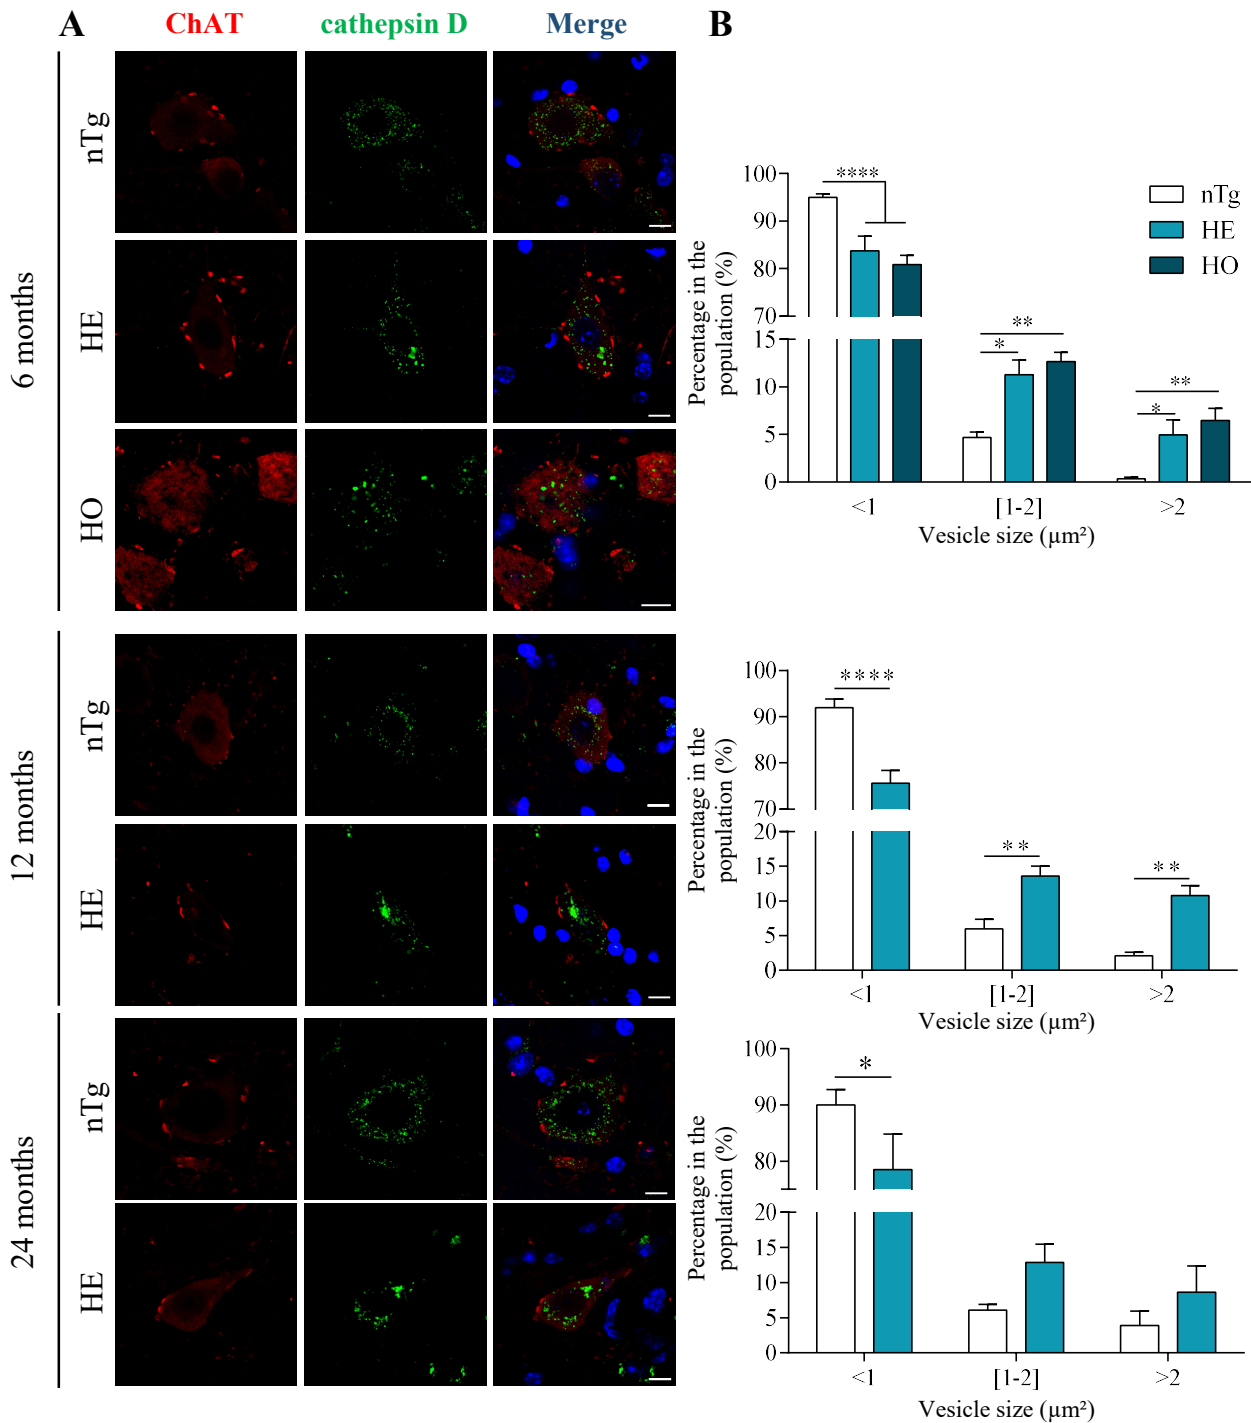 A
ChAT
cathepsin D
Merge
6 months
nTg
HE
HO
12 months
nTg
HE
24 months
nTg
HE
B
nTg
HE
HO
Percentage in the
population (%)
100
90
80
70
15
10
5
0
****
*
**
*
**
<1
[1-2]
>2
Vesicle size (µm²)
Percentage in the
population (%)
100
90
80
70
20
15
10
5
0
****
**
**
<1
[1-2]
>2
Vesicle size (µm²)
Percentage in the
population (%)
100
90
80
20
15
10
5
0
*
<1
[1-2]
>2
Vesicle size (µm²)